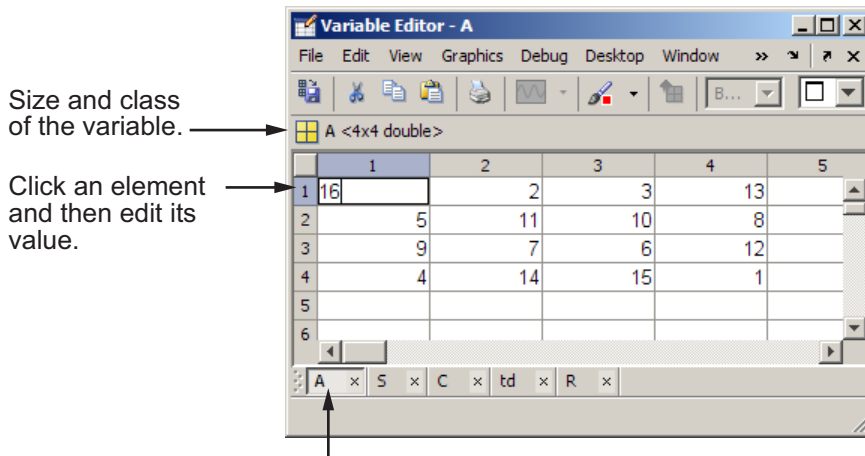 Variable Editor - A
File Edit View Graphics Debug Desktop Window »
B...
Size and class
of the variable.
A <4x4 double>
1 2 3 4 5
Click an element
and then edit its
value.
1 16 2 3 13
2 5 11 10 8
3 9 7 6 12
4 4 14 15 1
5
6
A × S × C × td × R ×